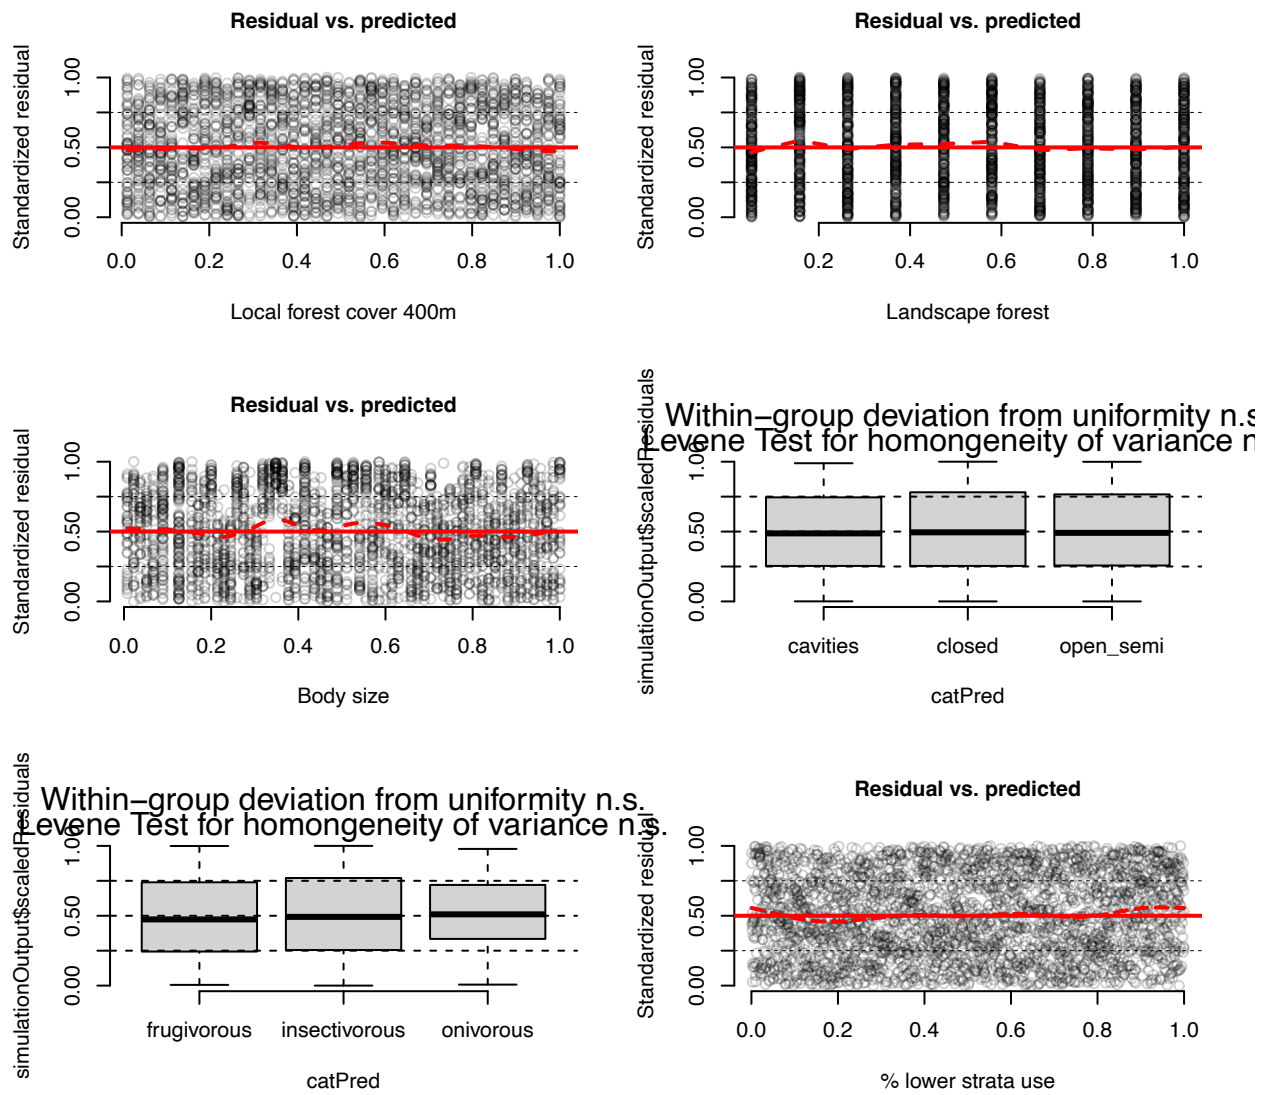 Residual vs. predicted
Standardized residual
0.00 0.50 1.00
0.0 0.2 0.4 0.6 0.8 1.0
Local forest cover 400m
Residual vs. predicted
Standardized residual
0.00 0.50 1.00
0.2 0.4 0.6 0.8 1.0
Landscape forest
Residual vs. predicted
Standardized residual
0.00 0.50 1.00
0.0 0.2 0.4 0.6 0.8 1.0
Body size
Within−group deviation from uniformity n.s
Levene Test for homongeneity of variance n
simulationOutput$scaledResiduals
0.00 0.50 1.00
cavities closed open_semi
catPred
Within−group deviation from uniformity n.s.
Levene Test for homongeneity of variance n.s.
simulationOutput$scaledResiduals
0.00 0.50 1.00
frugivorous insectivorous onivorous
catPred
Residual vs. predicted
Standardized residual
0.00 0.50 1.00
0.0 0.2 0.4 0.6 0.8 1.0
% lower strata use